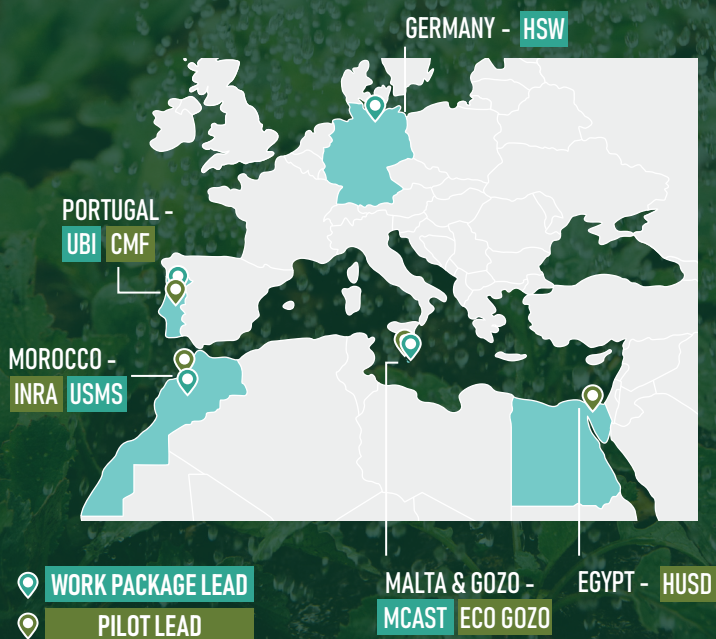 GERMANY - HSW
PORTUGAL -
UBI CMF
MOROCCO -
INRA USMS
WORK PACKAGE LEAD
PILOT LEAD
MALTA & GOZO -
MCAST ECO GOZO
EGYPT - HUSD